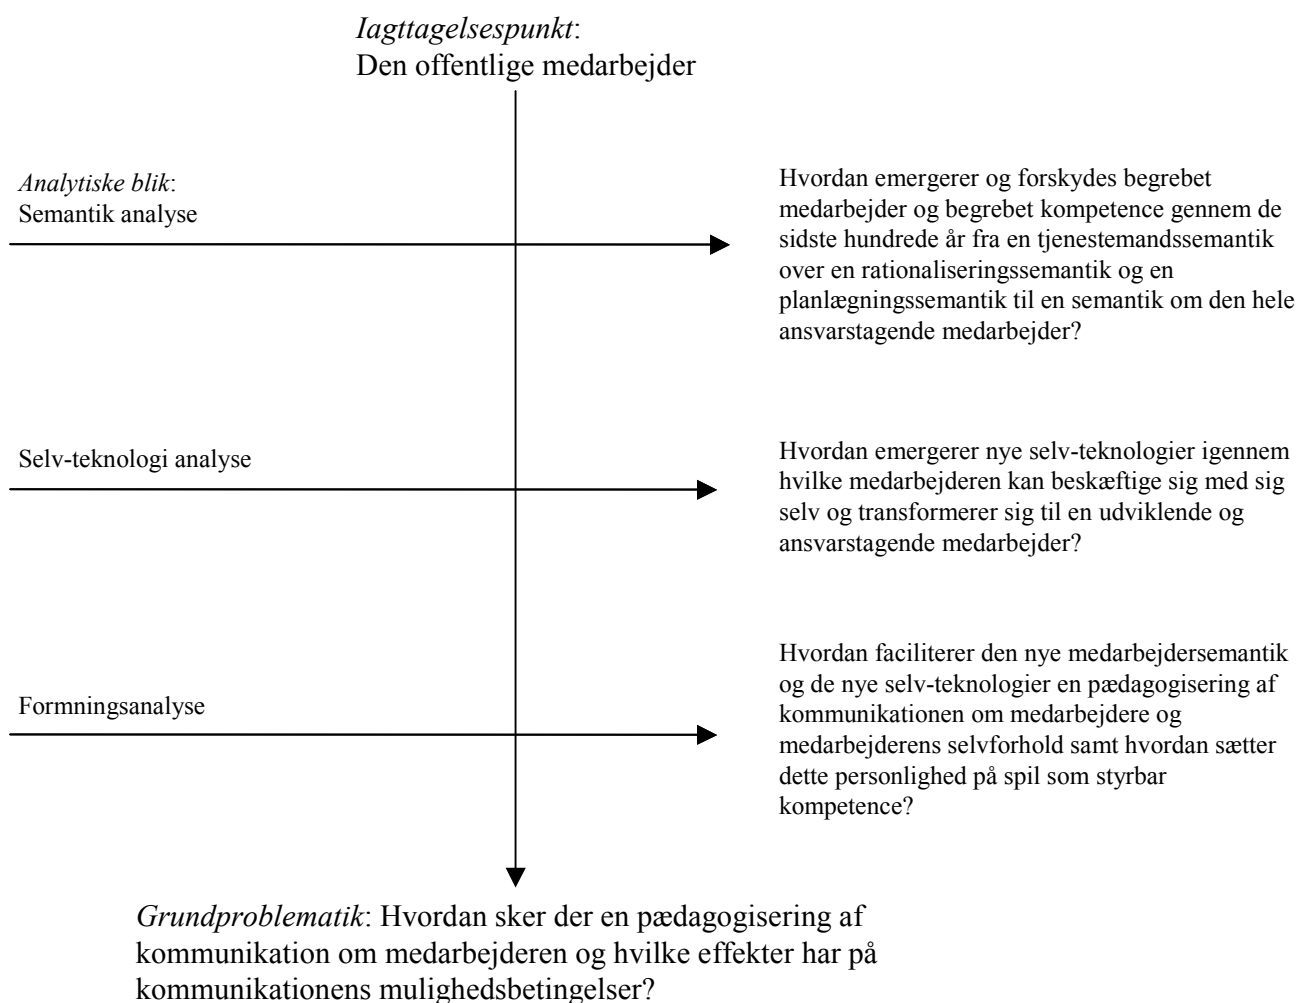 Iagttagelsespunkt:
Den offentlige medarbejder
Analytiske blik:
Semantik analyse
Hvordan emergerer og forskydes begrebet
medarbejder og begrebet kompetence gennem de
sidste hundrede år fra en tjenestemandssemantik
over en rationaliseringssemantik og en
planlægningssemantik til en semantik om den hele
ansvarstagende medarbejder?
Selv-teknologi analyse
Hvordan emergerer nye selv-teknologier igennem
hvilke medarbejderen kan beskæftige sig med sig
selv og transformerer sig til en udviklende og
ansvarstagende medarbejder?
Formningsanalyse
Hvordan faciliterer den nye medarbejdersemantik
og de nye selv-teknologier en pædagogisering af
kommunikationen om medarbejdere og
medarbejderens selvforhold samt hvordan sætter
dette personlighed på spil som styrbar
kompetence?
Grundproblematik: Hvordan sker der en pædagogisering af
kommunikation om medarbejderen og hvilke effekter har på
kommunikationens mulighedsbetingelser?